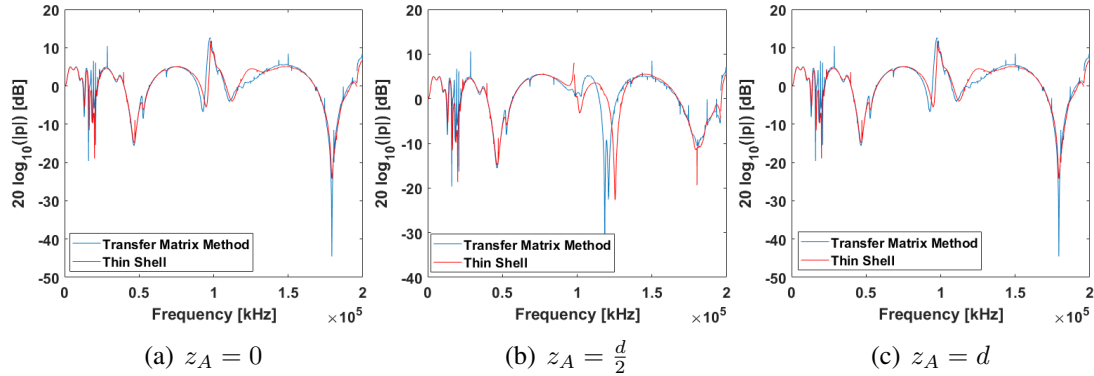 20
10
0
-10
-20
-30
-40
50
20 log10(|p|) [dB]
Transfer Matrix Method
Thin Shell
0
0.5
1
1.5
2
Frequency [kHz]
×10^5
(a) z_A = 0
20
10
0
-10
-20
-30
40
20 log10(|p|) [dB]
Transfer Matrix Method
Thin Shell
0
0.5
1
1.5
2
Frequency [kHz]
×10^5
(b) z_A = d/2
20
10
0
-10
-20
-30
-40
-50
20 log10(|p|) [dB]
Transfer Matrix Method
Thin Shell
0
0.5
1
1.5
2
Frequency [kHz]
×10^5
(c) z_A = d